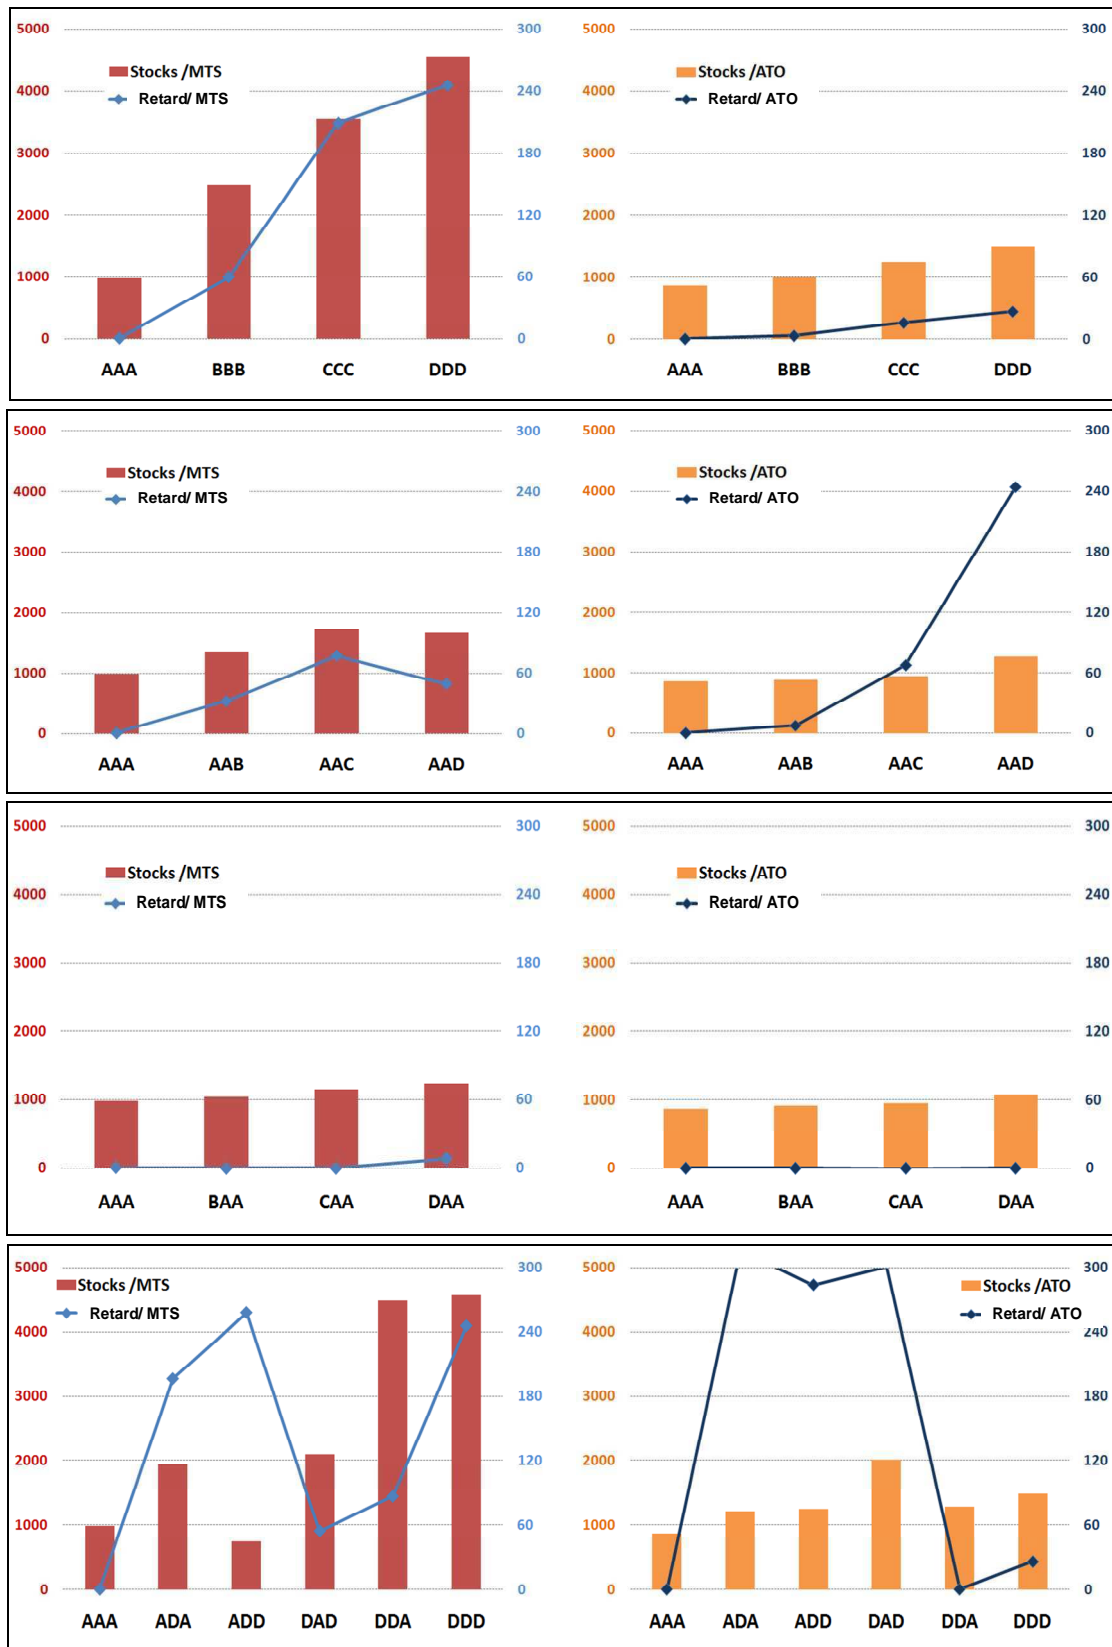 5000 300 5000 300
Stocks /MTS Stocks /ATO
4000 Retard/ MTS 240 4000 Retard/ ATO 240
3000 180 3000 180
2000 120 2000 120
1000 60 1000 60
0 0 0 0
AAA BBB CCC DDD AAA BBB CCC DDD
5000 300 5000 300
Stocks /MTS Stocks /ATO
4000 Retard/ MTS 240 4000 Retard/ ATO 240
3000 180 3000 180
2000 120 2000 120
1000 60 1000 60
0 0 0 0
AAA AAB AAC AAD AAA AAB AAC AAD
5000 300 5000 300
Stocks /MTS Stocks /ATO
4000 Retard/ MTS 240 4000 Retard/ ATO 240
3000 180 3000 180
2000 120 2000 120
1000 60 1000 60
0 0 0 0
AAA BAA CAA DAA AAA BAA CAA DAA
5000 300 5000 300
Stocks /MTS Stocks /ATO
Retard/ MTS Retard/ ATO
4000 240 4000 240
3000 180 3000 180
2000 120 2000 120
1000 60 1000 60
0 0 0 0
AAA ADA ADD DAD DDA DDD AAA ADA ADD DAD DDA DDD